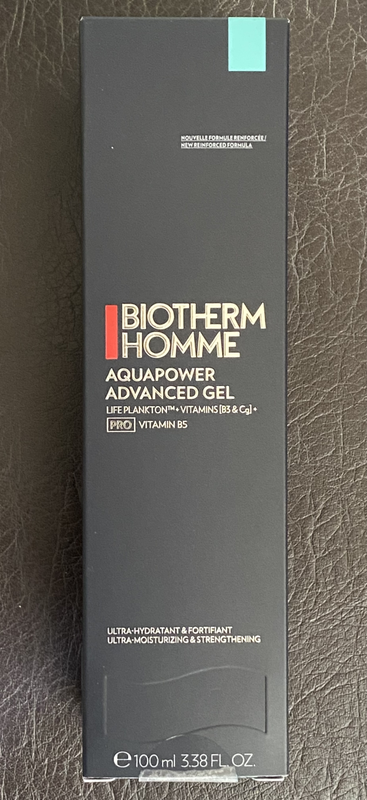 NOUVELLE FORMULE RENFORCÉE/
NEW REINFORCED FORMULA
BIOTHERM
HOMME
AQUAPOWER
ADVANCED GEL
LIFE PLANKTON™+ VITAMINS [B3 & Cg] +
PRO VITAMIN B5
ULTRA-HYDRATANT & FORTIFIANT
ULTRA-MOISTURIZING & STRENGTHENING
℮ 100 ml 3.38 FL. OZ.